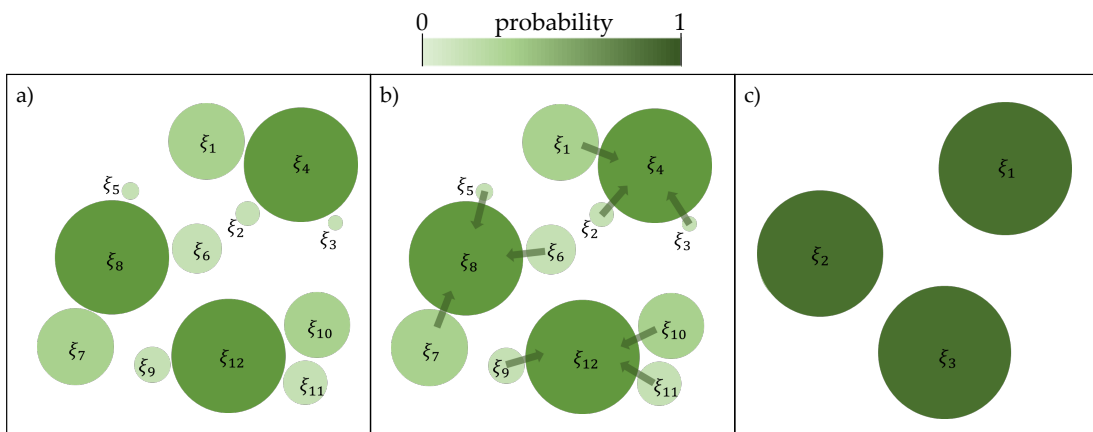 0 probability 1
a)
ξ₁
ξ₄
ξ₅
ξ₂
ξ₃
ξ₆
ξ₈
ξ₇
ξ₁₀
ξ₉
ξ₁₂
ξ₁₁
b)
ξ₁
ξ₄
ξ₅
ξ₂
ξ₃
ξ₆
ξ₈
ξ₇
ξ₁₀
ξ₉
ξ₁₂
ξ₁₁
c)
ξ₁
ξ₂
ξ₃